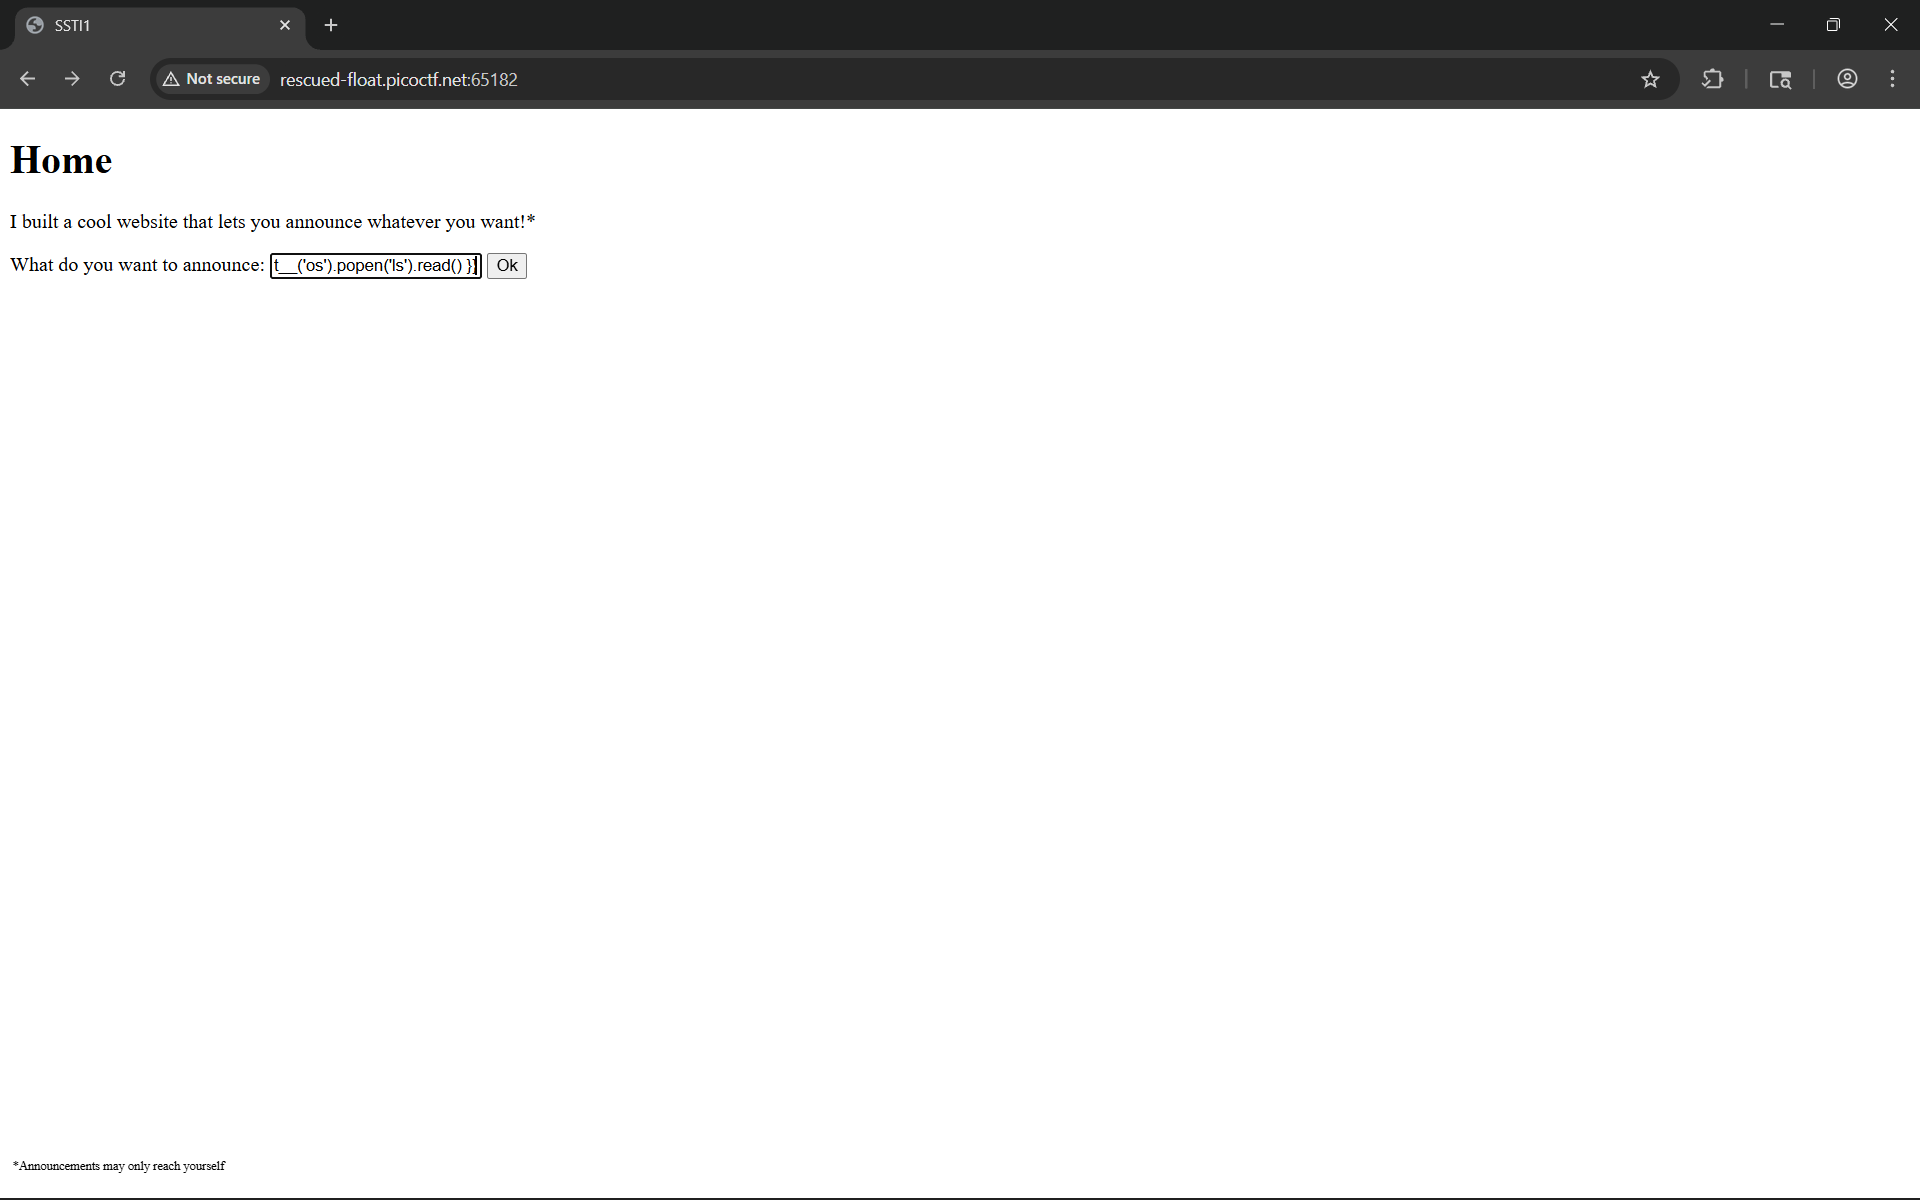 SSTI1
Not secure
rescued-float.picoctf.net:65182
Home
I built a cool website that lets you announce whatever you want!*
What do you want to announce: t__('os').popen('ls').read() }} Ok
*Announcements may only reach yourself